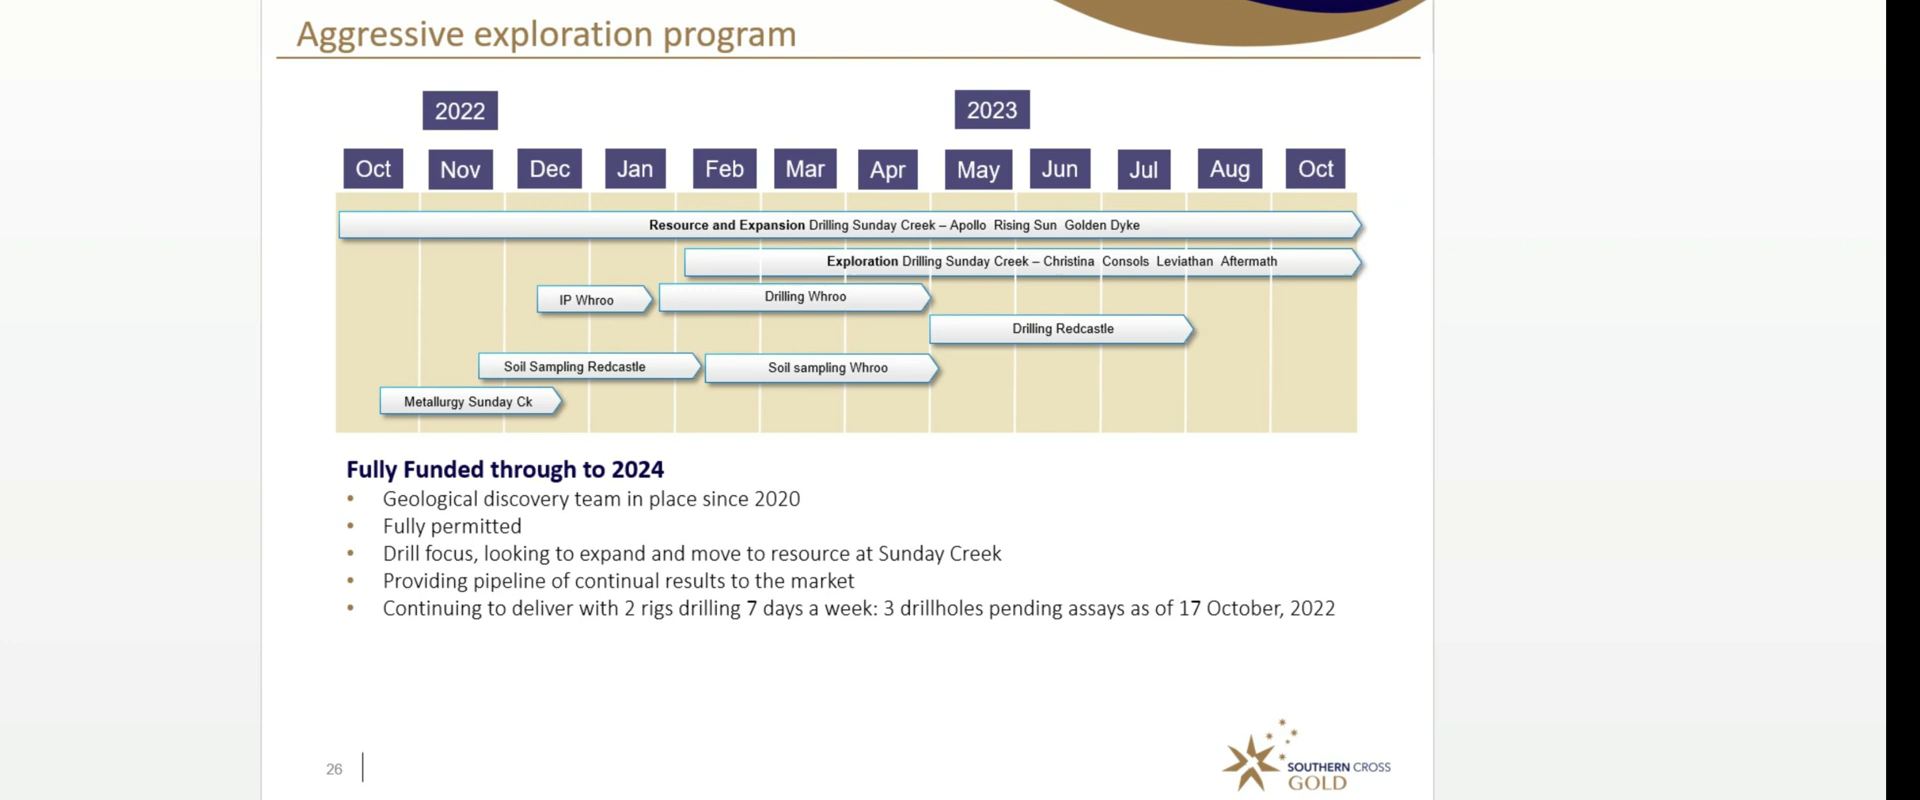 Aggressive exploration program
2022
2023
Oct
Nov
Dec
Jan
Feb
Mar
Apr
May
Jun
Jul
Aug
Oct
Resource and Expansion Drilling Sunday Creek – Apollo Rising Sun Golden Dyke
Exploration Drilling Sunday Creek – Christina Consols Leviathan Aftermath
IP Whroo
Drilling Whroo
Drilling Redcastle
Soil Sampling Redcastle
Soil sampling Whroo
Metallurgy Sunday Ck
Fully Funded through to 2024
• Geological discovery team in place since 2020
• Fully permitted
• Drill focus, looking to expand and move to resource at Sunday Creek
• Providing pipeline of continual results to the market
• Continuing to deliver with 2 rigs drilling 7 days a week: 3 drillholes pending assays as of 17 October, 2022
26
SOUTHERN CROSS
GOLD